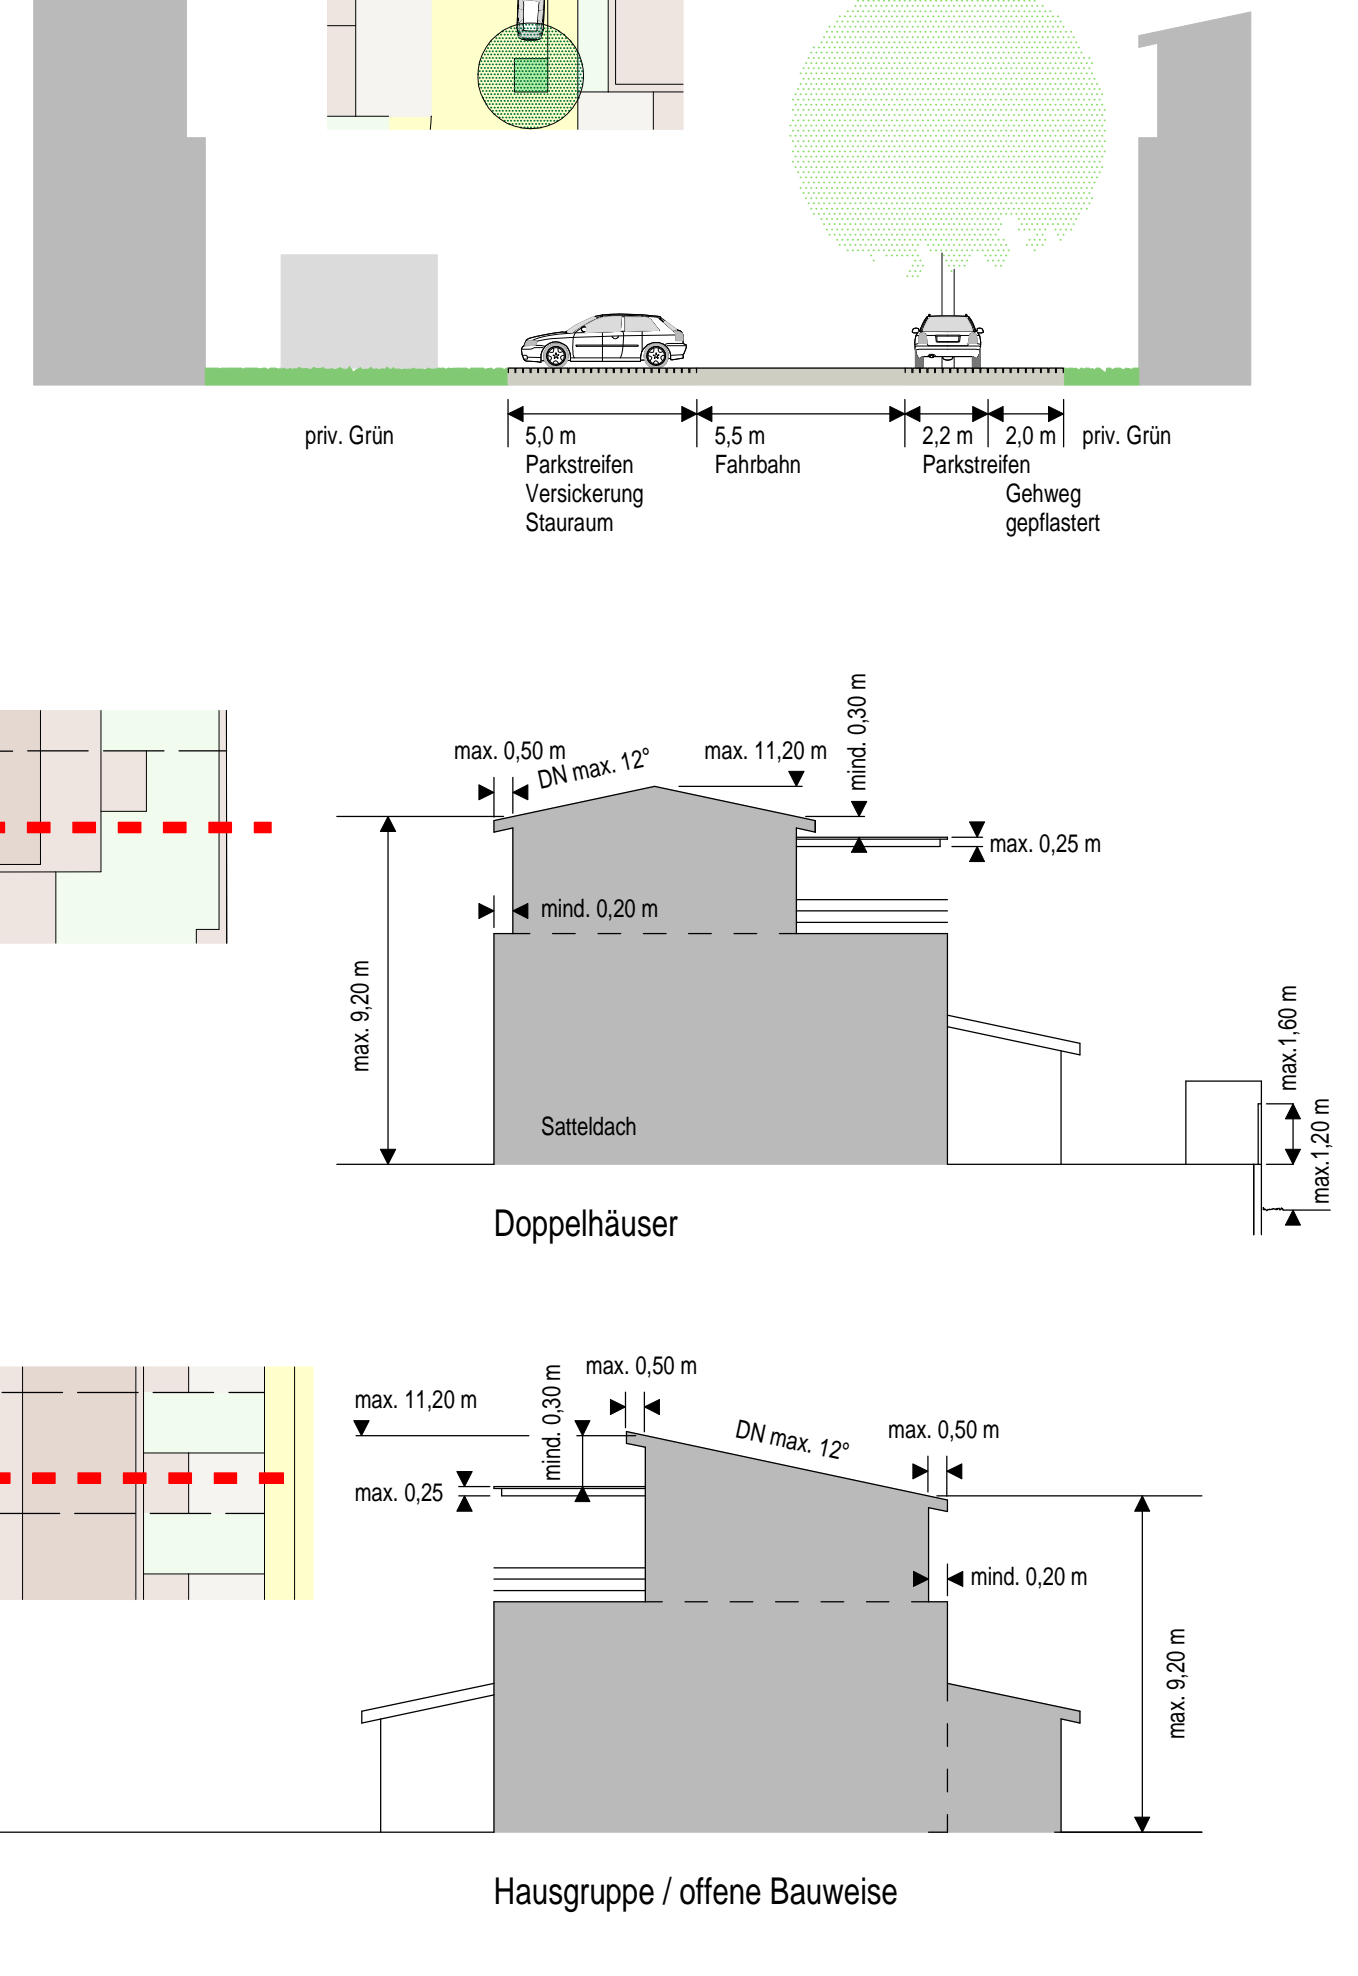 priv. Grün
5,0 m
Parkstreifen
Versickerung
Stauraum
5,5 m
Fahrbahn
2,2 m
Parkstreifen
2,0 m
Gehweg
gepflastert
priv. Grün
max. 0,50 m
DN max. 12°
max. 11,20 m
mind. 0,30 m
max. 0,25 m
mind. 0,20 m
max. 9,20 m
Satteldach
max.1,60 m
max.1,20 m
Doppelhäuser
max. 0,50 m
max. 11,20 m
mind. 0,30 m
DN max. 12°
max. 0,50 m
max. 0,25
mind. 0,20 m
max. 9,20 m
Hausgruppe / offene Bauweise